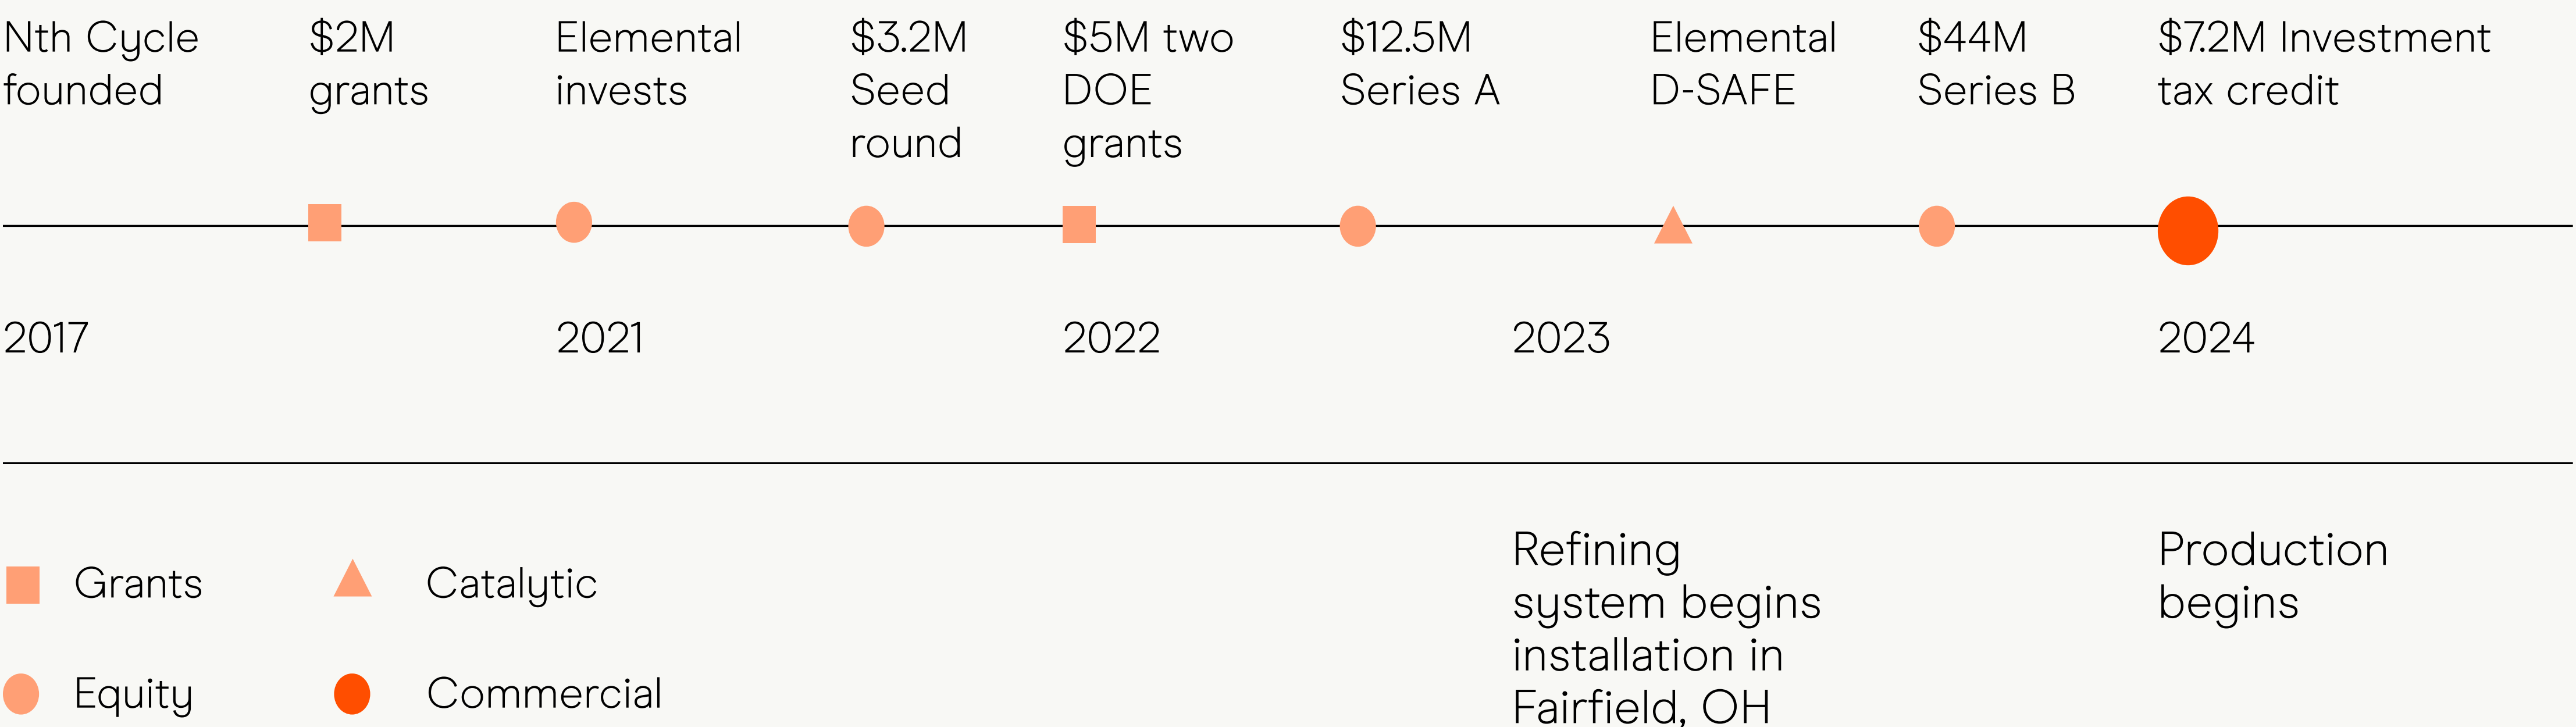 Nth Cycle
founded
$2M
grants
Elemental
invests
$3.2M
Seed
round
$5M two
DOE
grants
$12.5M
Series A
Elemental
D-SAFE
$44M
Series B
$7.2M Investment
tax credit
2017
2021
2022
2023
2024
Grants
Catalytic
Equity
Commercial
Refining
system begins
installation in
Fairfield, OH
Production
begins